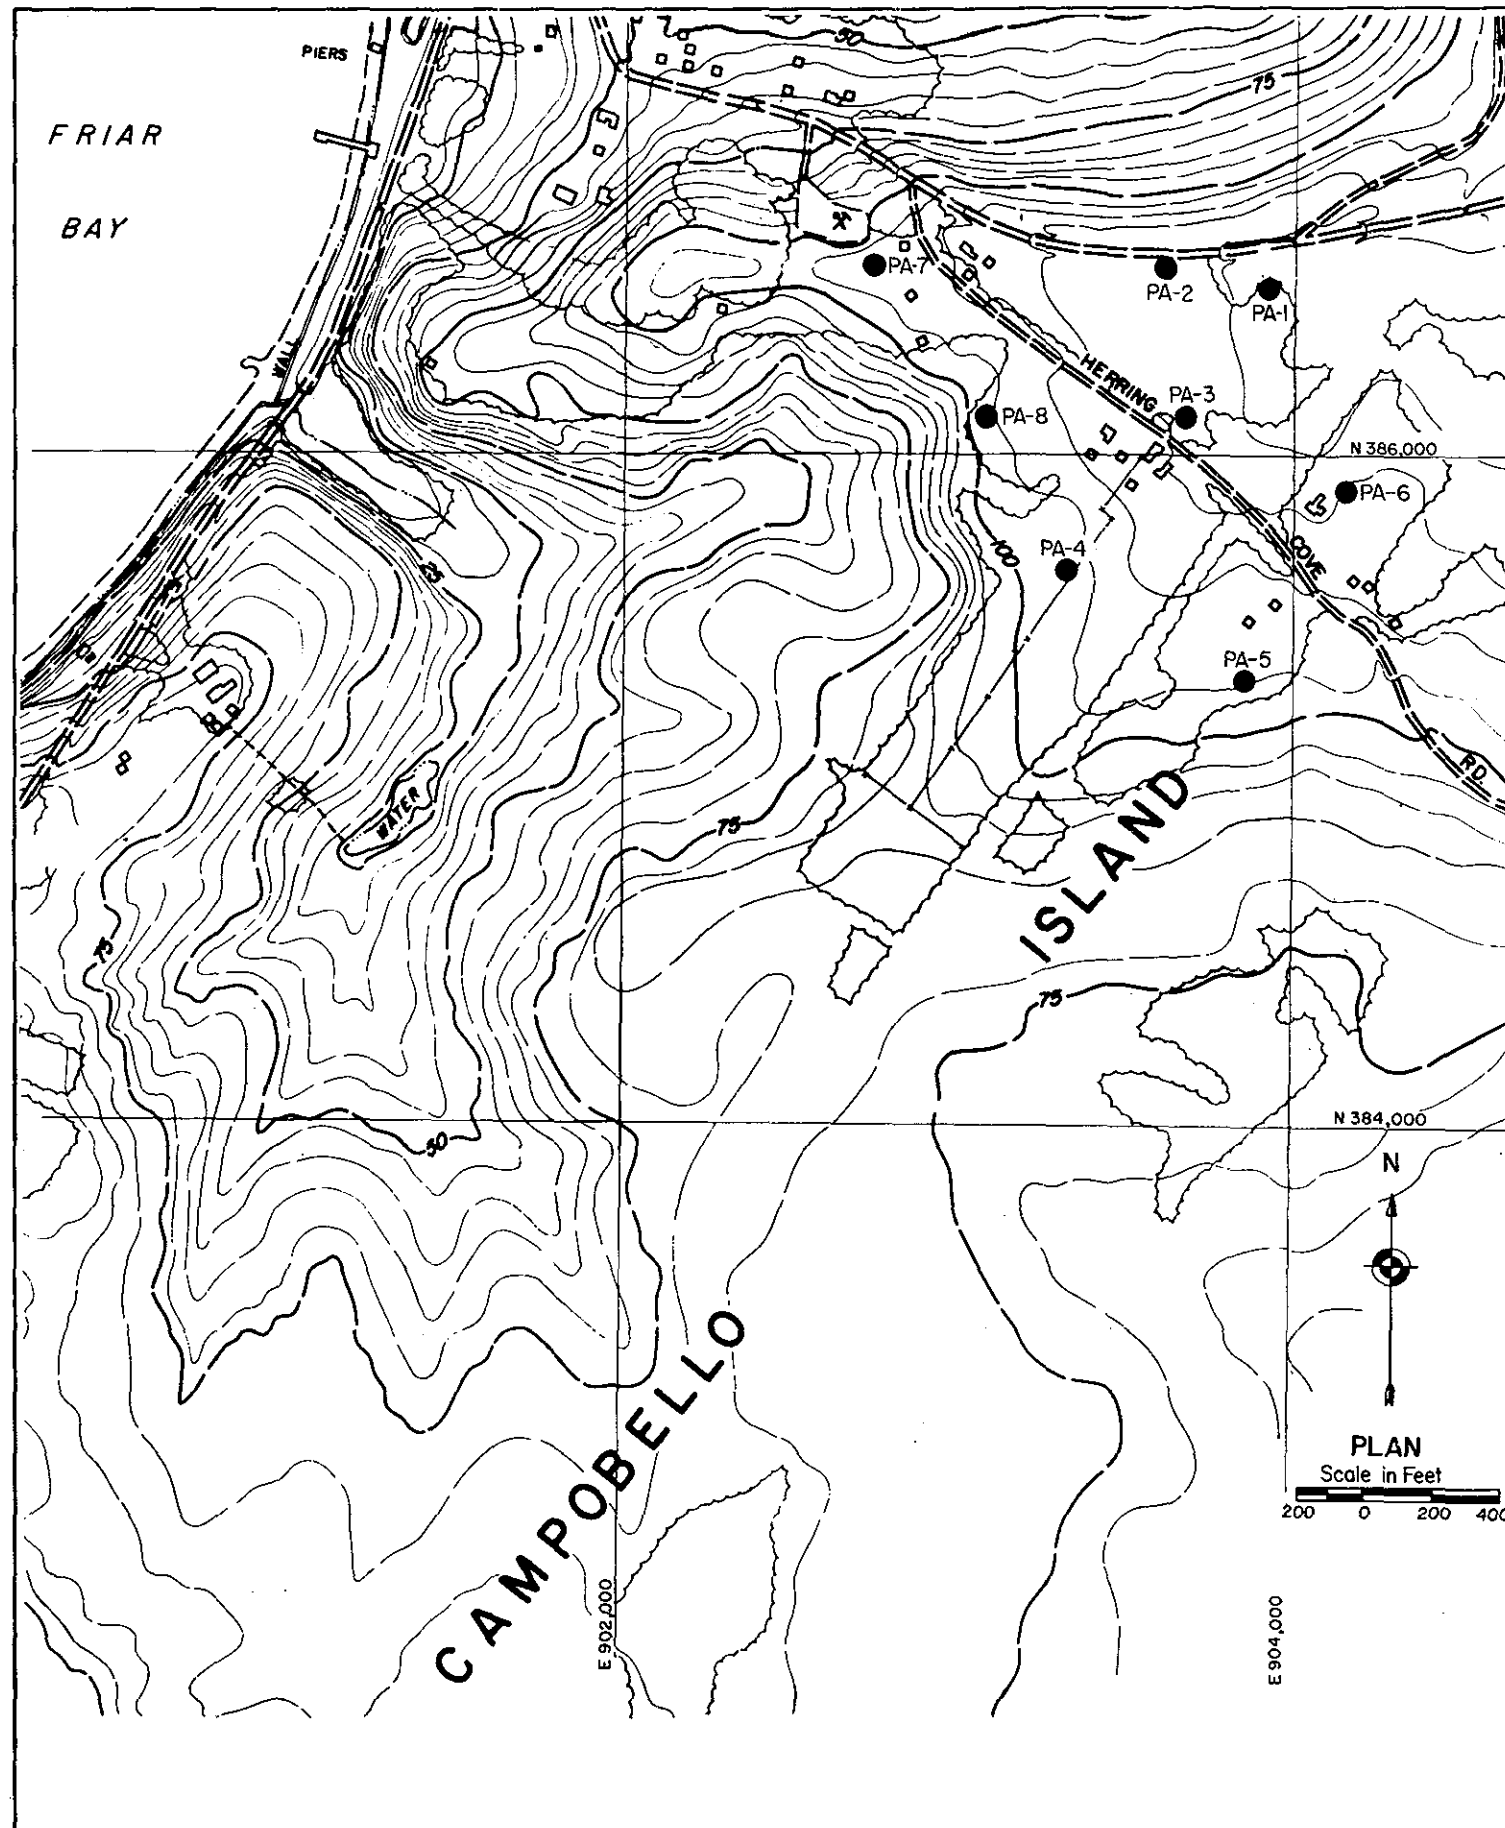 50
PIERS
75
FRIAR
BAY
PA-7
PA-2
PA-1
WALL
HERRING
PA-3
PA-8
N 386,000
PA-6
100
PA-4
COVE
25
PA-5
RD.
ISLAND
WATER
75
75
75
N 384,000
50
N
CAMPOBELLO
PLAN
Scale in Feet
200 0 200 400
E 902,000
E 904,000